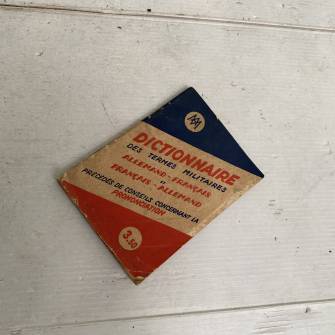 DICTIONNAIRE
DES TERMES MILITAIRES
ALLEMAND - FRANÇAIS
FRANÇAIS - ALLEMAND
PRÉCÉDÉS DE CONSEILS CONCERNANT LA
PRONONCIATION
3.50